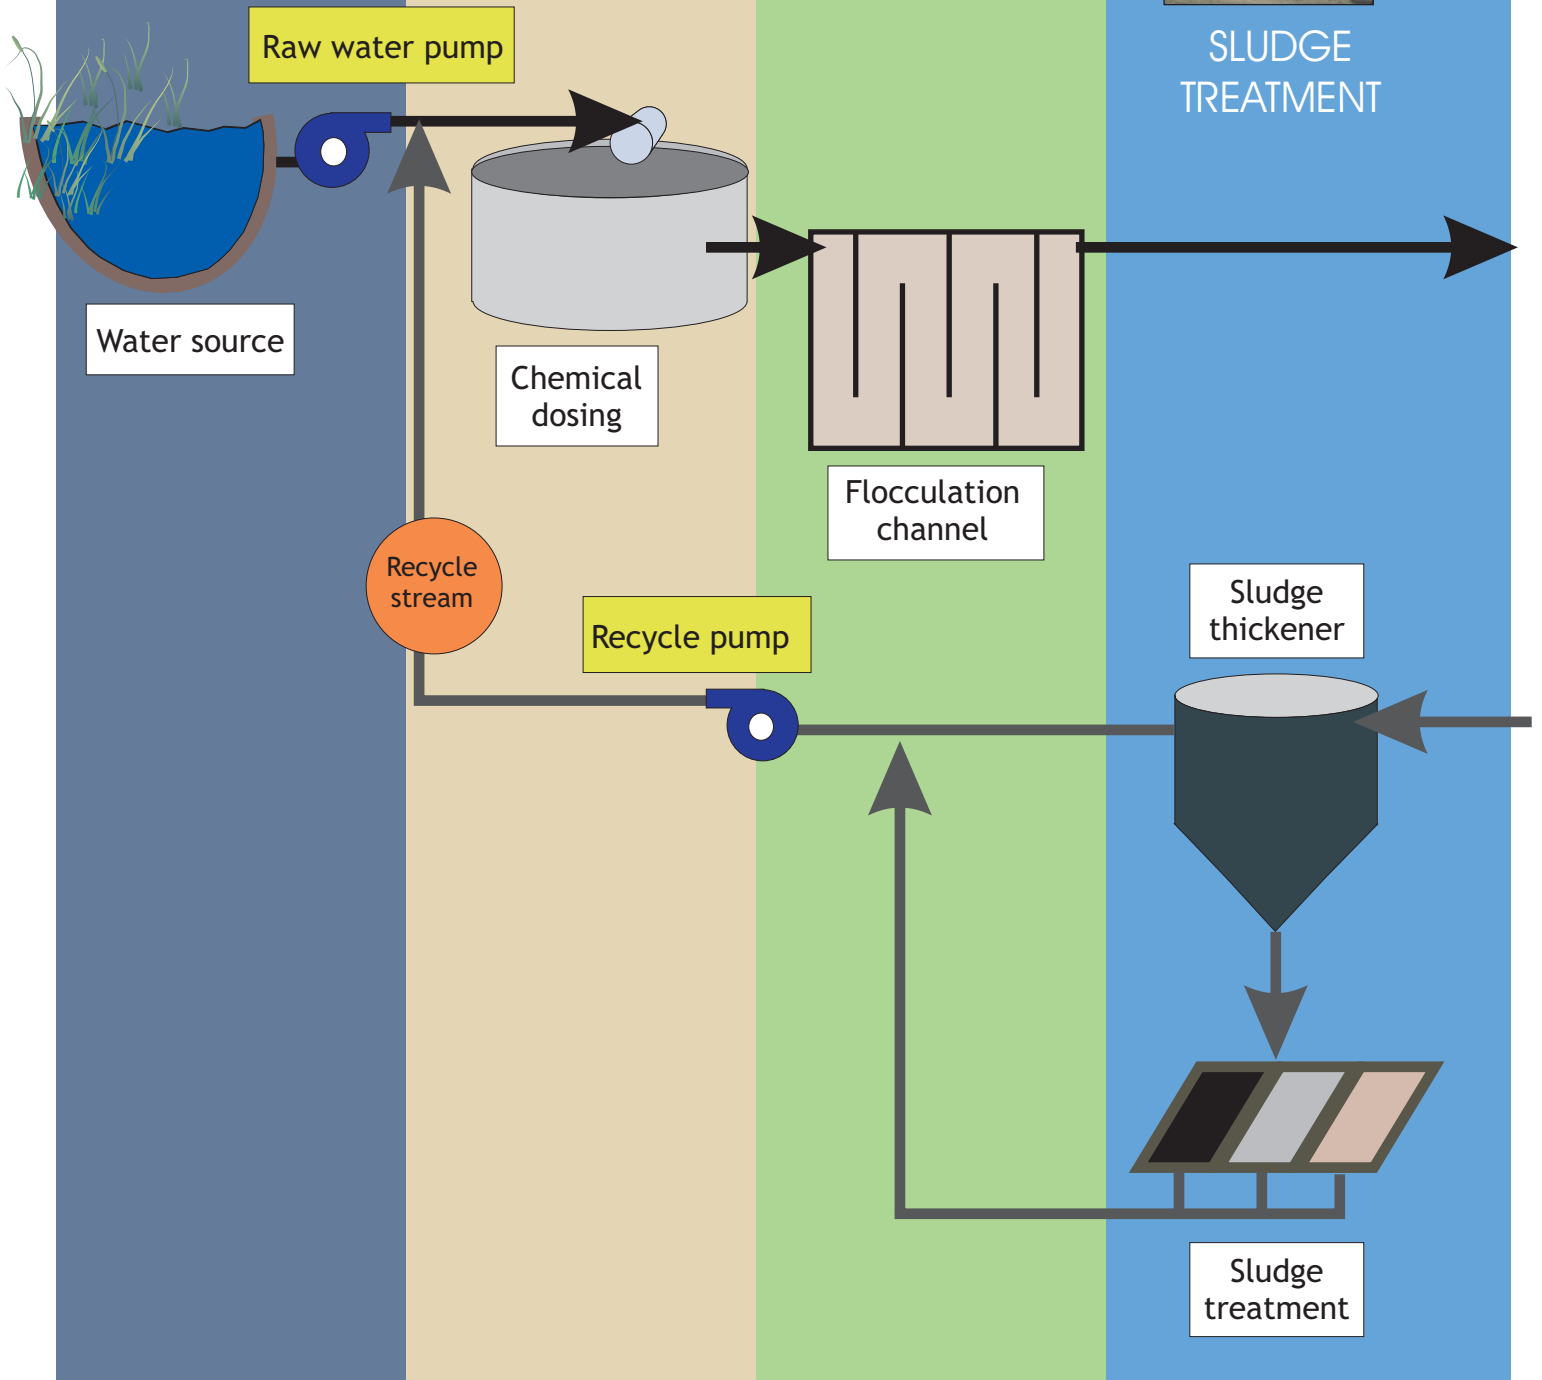 Raw water pump
SLUDGE
TREATMENT
Water source
Chemical
dosing
Flocculation
channel
Recycle
stream
Recycle pump
Sludge
thickener
Sludge
treatment